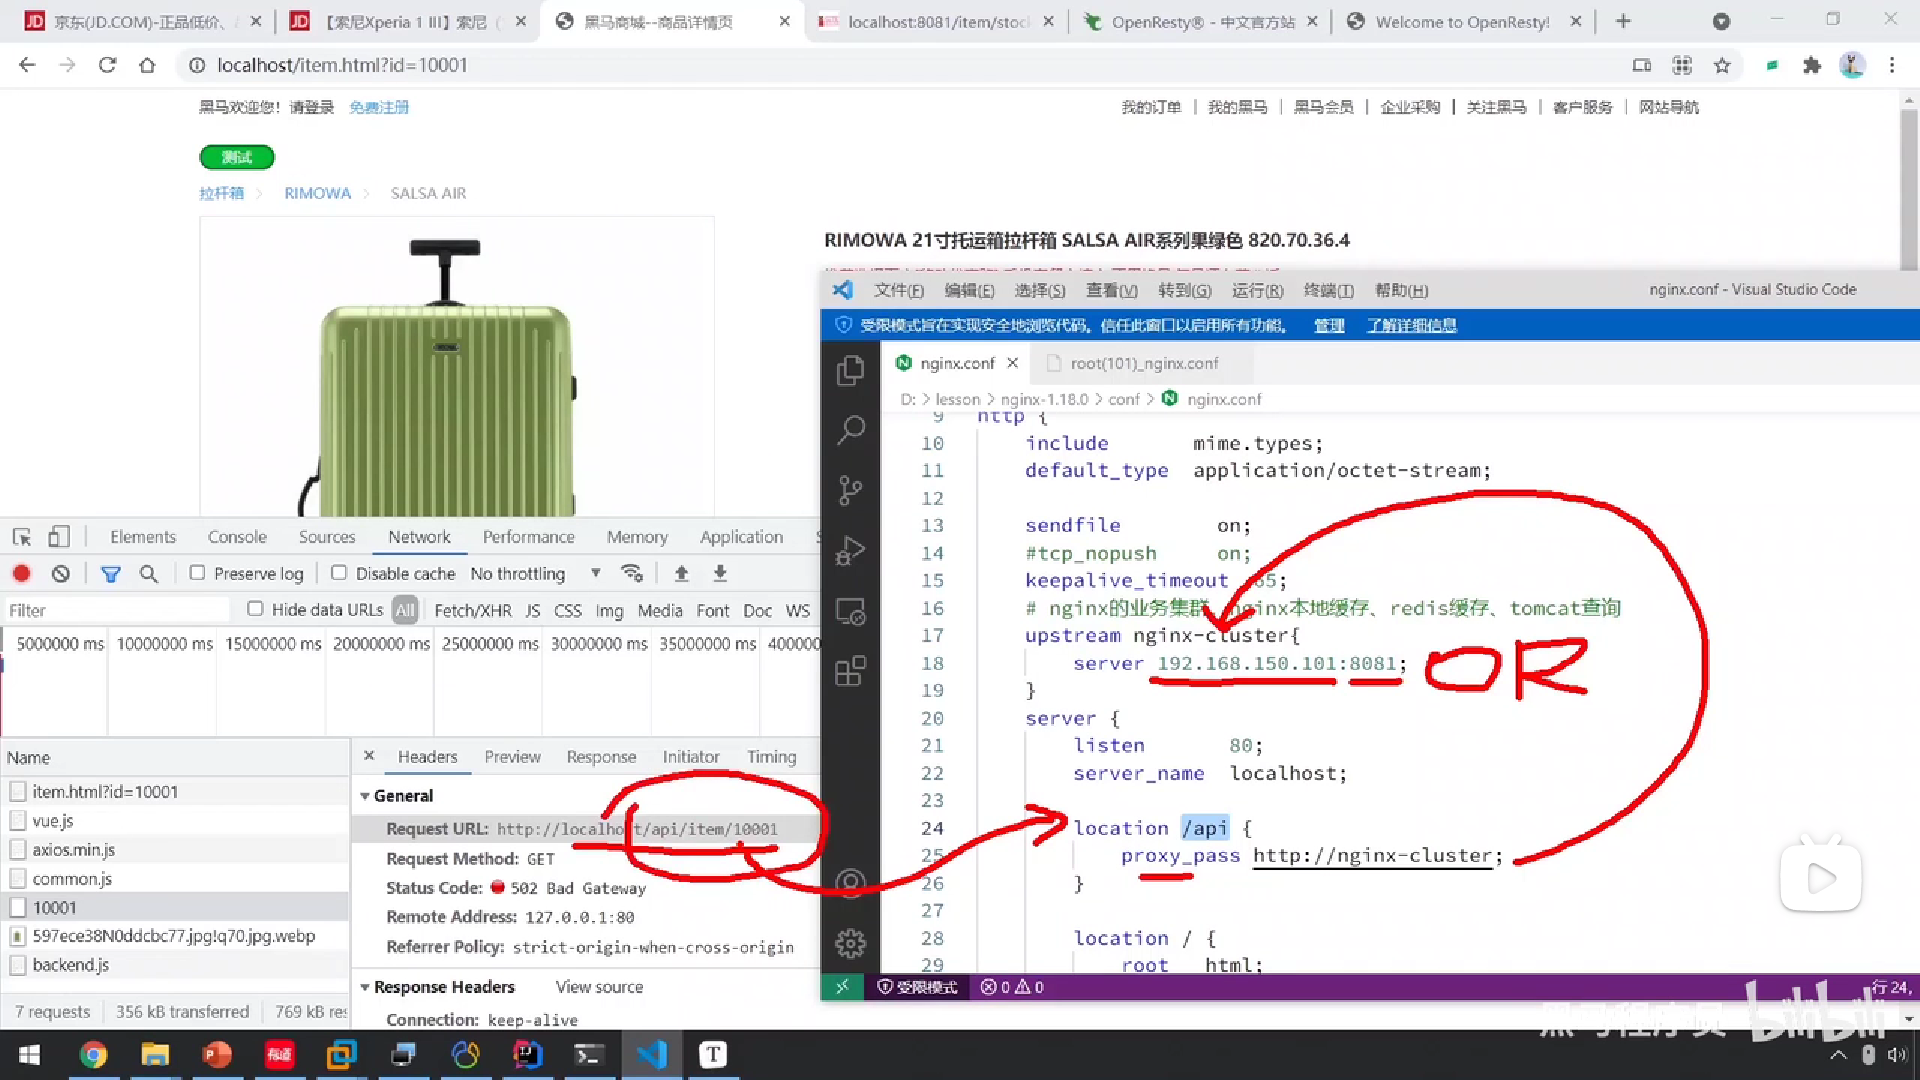 京东(JD.COM)-正品低价、
【索尼Xperia 1 III】索尼（
黑马商城--商品详情页
localhost:8081/item/stoc
OpenResty® - 中文官方站
Welcome to OpenResty!
localhost/item.html?id=10001
黑马欢迎您！请登录 免费注册
我的订单 | 我的黑马 | 黑马会员 | 企业采购 | 关注黑马 | 客户服务 | 网站导航
测试
拉杆箱 > RIMOWA > SALSA AIR
RIMOWA 21寸托运箱拉杆箱 SALSA AIR系列果绿色 820.70.36.4
文件(F) 编辑(E) 选择(S) 查看(V) 转到(G) 运行(R) 终端(T) 帮助(H)
nginx.conf - Visual Studio Code
受限模式旨在实现安全地浏览代码。信任此窗口以启用所有功能。 管理 了解详细信息
nginx.conf
root(101)_nginx.conf
D: > lesson > nginx-1.18.0 > conf > nginx.conf
9 http {
10 include mime.types;
11 default_type application/octet-stream;
12
13 sendfile on;
14 #tcp_nopush on;
15 keepalive_timeout 65;
16 # nginx的业务集群，nginx本地缓存、redis缓存、tomcat查询
17 upstream nginx-cluster{
18 server 192.168.150.101:8081;
OR
19 }
20 server {
21 listen 80;
22 server_name localhost;
23
24 location /api {
25 proxy_pass http://nginx-cluster;
26 }
27
28 location / {
29 root html;
受限模式 0 0
行 24,
Elements Console Sources Network Performance Memory Application
Preserve log Disable cache No throttling
Filter Hide data URLs All Fetch/XHR JS CSS Img Media Font Doc WS
5000000 ms 10000000 ms 15000000 ms 20000000 ms 25000000 ms 30000000 ms 35000000 ms 400000
Name
item.html?id=10001
vue.js
axios.min.js
common.js
10001
597ece38N0ddcbc77.jpg!q70.jpg.webp
backend.js
7 requests 356 kB transferred 769 kB res
Headers Preview Response Initiator Timing
General
Request URL: http://localhost/api/item/10001
Request Method: GET
Status Code: 502 Bad Gateway
Remote Address: 127.0.0.1:80
Referrer Policy: strict-origin-when-cross-origin
Response Headers View source
Connection: keep-alive
黑马程序员 bilibili
有道
T